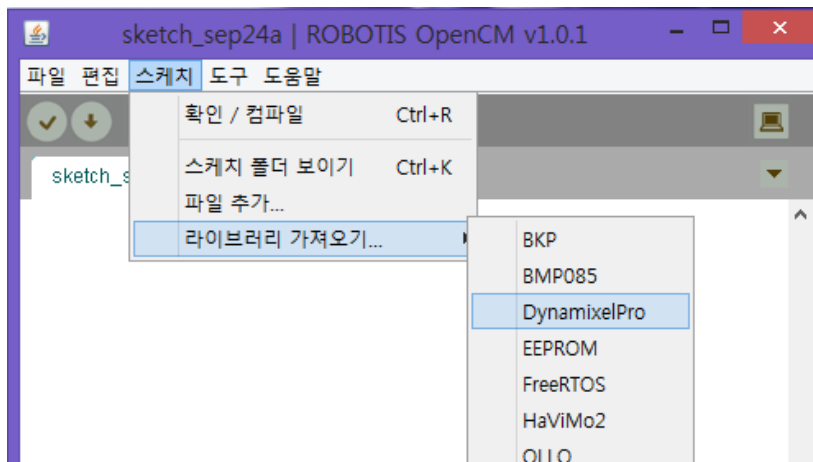 sketch_sep24a | ROBOTIS OpenCM v1.0.1
파일 편집 스케치 도구 도움말
확인 / 컴파일 Ctrl+R
스케치 폴더 보이기 Ctrl+K
sketch_s
파일 추가...
라이브러리 가져오기...
BKP
BMP085
DynamixelPro
EEPROM
FreeRTOS
HaViMo2
OLLO